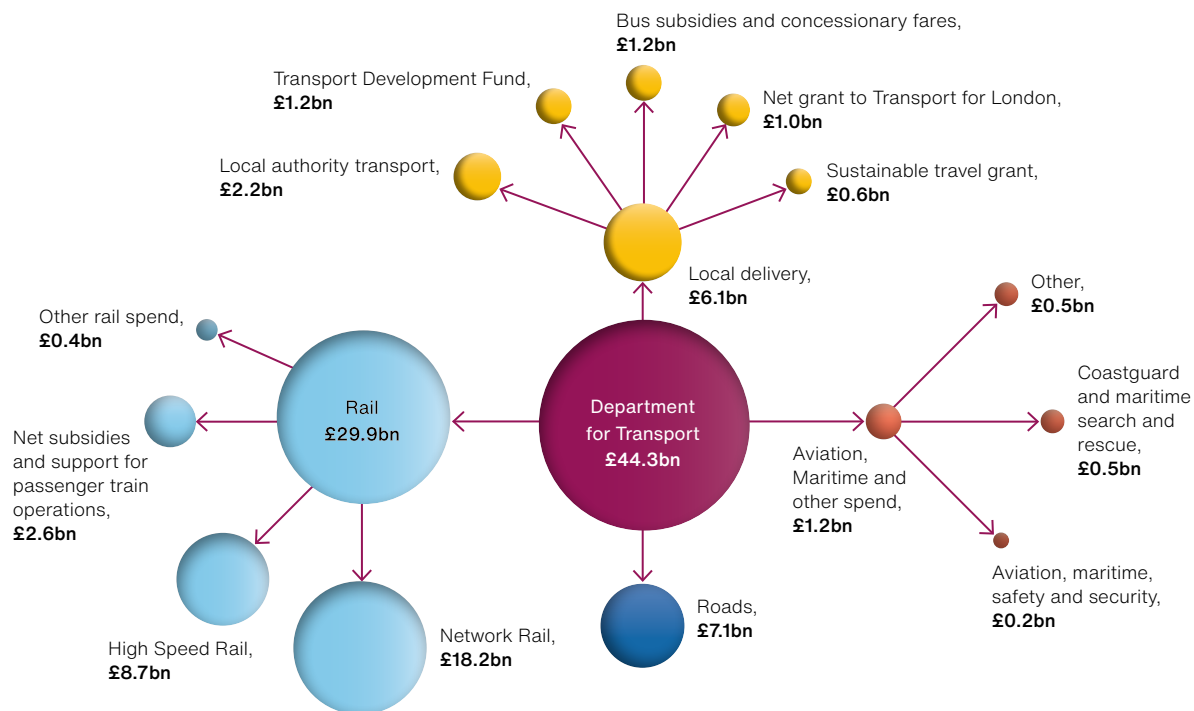 Bus subsidies and concessionary fares,
£1.2bn
Transport Development Fund,
£1.2bn
Net grant to Transport for London,
£1.0bn
Local authority transport,
£2.2bn
Sustainable travel grant,
£0.6bn
Local delivery,
£6.1bn
Other,
£0.5bn
Other rail spend,
£0.4bn
Rail
£29.9bn
Department
for Transport
£44.3bn
Coastguard
and maritime
search and
rescue,
£0.5bn
Net subsidies
and support for
passenger train
operations,
£2.6bn
Aviation,
Maritime and
other spend,
£1.2bn
Aviation, maritime,
safety and security,
£0.2bn
Roads,
£7.1bn
High Speed Rail,
£8.7bn
Network Rail,
£18.2bn